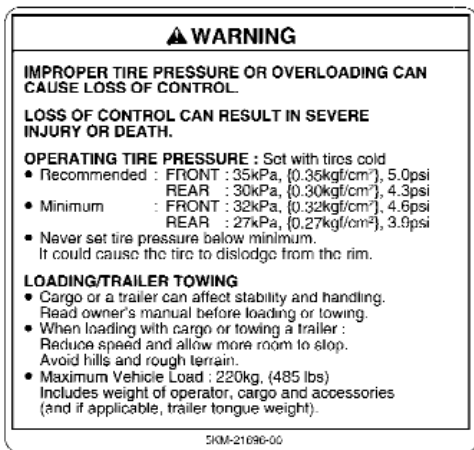 ⚠ WARNING
IMPROPER TIRE PRESSURE OR OVERLOADING CAN
CAUSE LOSS OF CONTROL.
LOSS OF CONTROL CAN RESULT IN SEVERE
INJURY OR DEATH.
OPERATING TIRE PRESSURE : Set with tires cold
• Recommended : FRONT : 35kPa, {0.35kgf/cm²}, 5.0psi
REAR : 30kPa, {0.30kgf/cm²}, 4.3psi
• Minimum : FRONT : 32kPa, {0.32kgf/cm²}, 4.6psi
REAR : 27kPa, {0.27kgf/cm²}, 3.9psi
• Never set tire pressure below minimum.
It could cause the tire to dislodge from the rim.
LOADING/TRAILER TOWING
• Cargo or a trailer can affect stability and handling.
Read owner's manual before loading or towing.
• When loading with cargo or towing a trailer :
Reduce speed and allow more room to stop.
Avoid hills and rough terrain.
• Maximum Vehicle Load : 220kg, (485 lbs)
Includes weight of operator, cargo and accessories
(and if applicable, trailer tongue weight).
5KM-21696-00